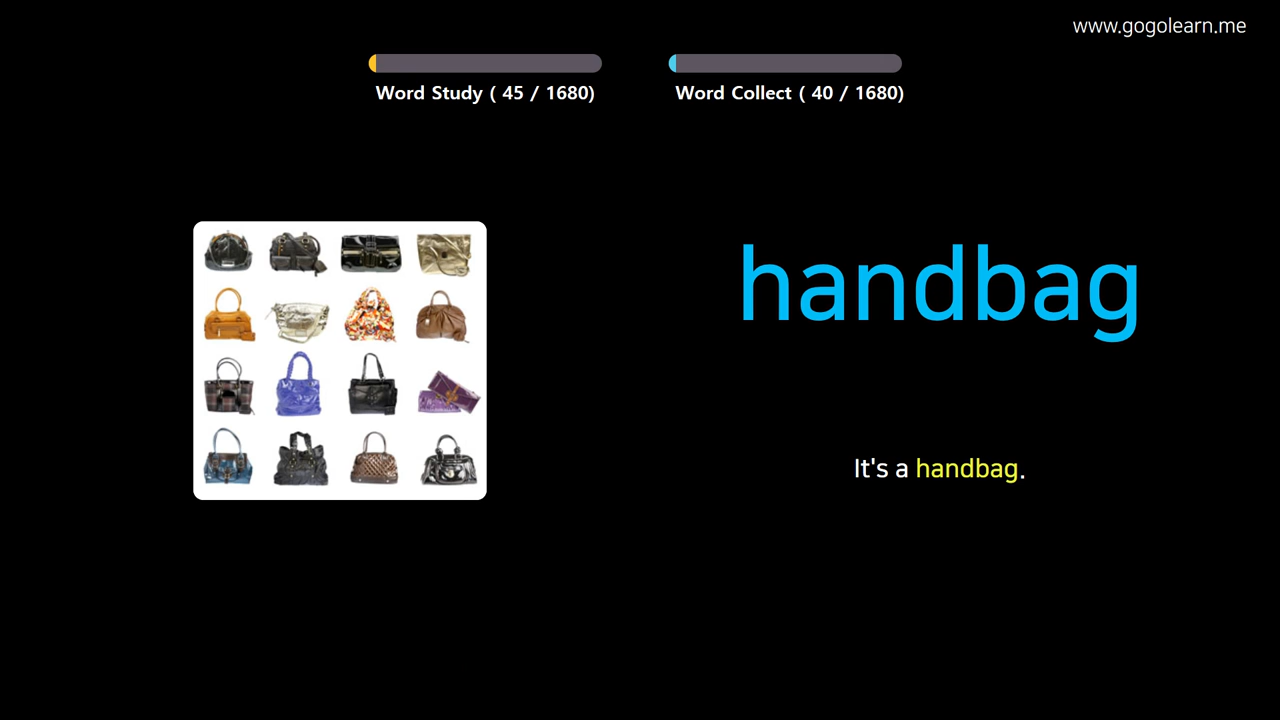 www.gogolearn.me
Word Study ( 45 / 1680)
Word Collect ( 40 / 1680)
handbag
It's a handbag.